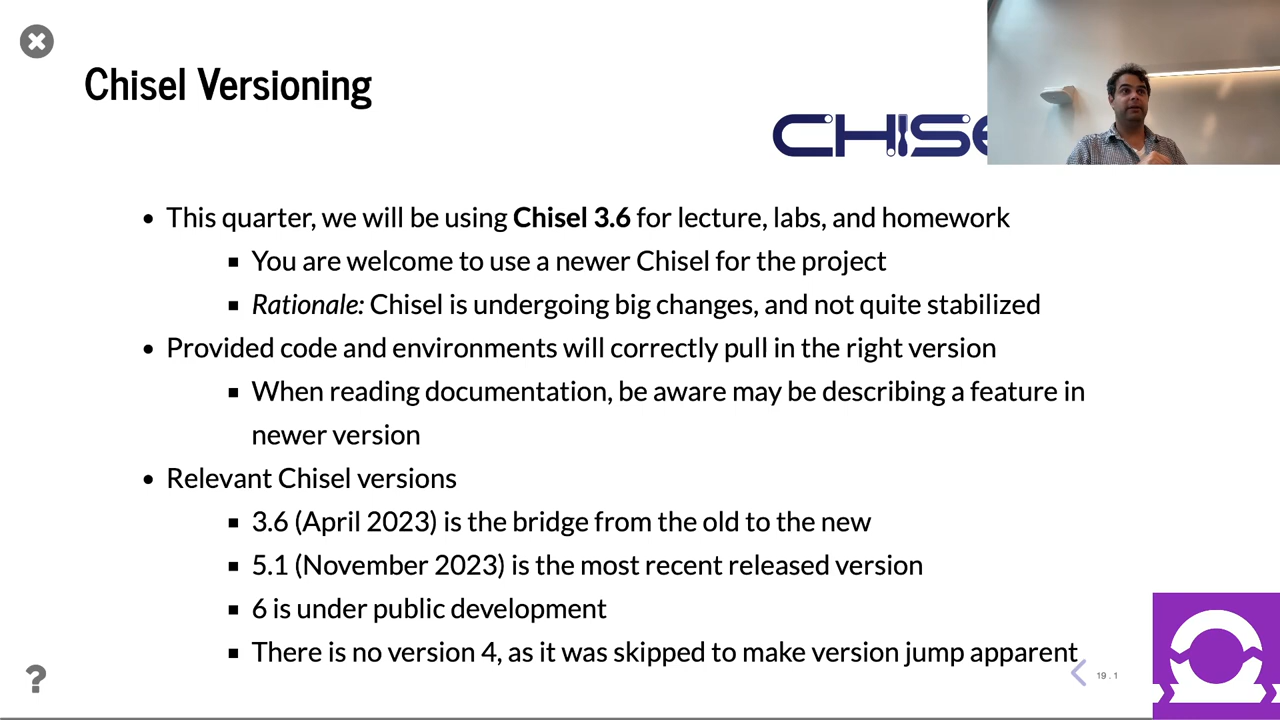 Chisel Versioning
CHISE
• This quarter, we will be using Chisel 3.6 for lecture, labs, and homework
▪ You are welcome to use a newer Chisel for the project
▪ Rationale: Chisel is undergoing big changes, and not quite stabilized
• Provided code and environments will correctly pull in the right version
▪ When reading documentation, be aware may be describing a feature in
newer version
• Relevant Chisel versions
▪ 3.6 (April 2023) is the bridge from the old to the new
▪ 5.1 (November 2023) is the most recent released version
▪ 6 is under public development
▪ There is no version 4, as it was skipped to make version jump apparent
?
19 . 1